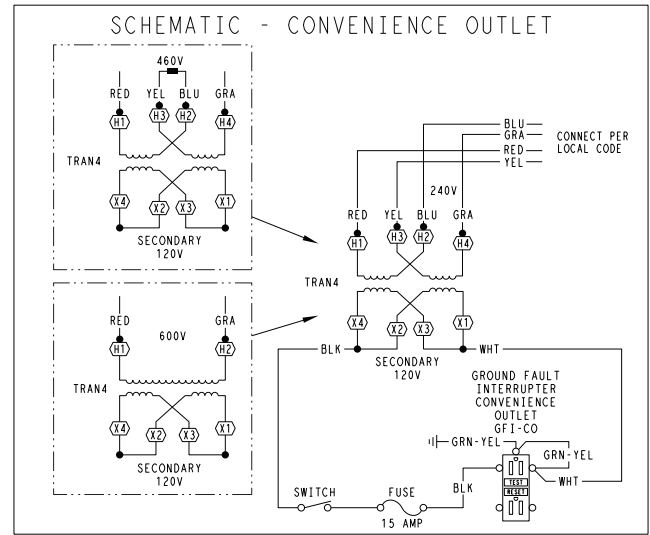 SCHEMATIC - CONVENIENCE OUTLET
460V
RED YEL BLU GRA
H1 H3 H2 H4
TRAN4
X4 X2 X3 X1
SECONDARY
120V
RED GRA
600V
H1 H2
TRAN4
X4 X2 X3 X1
SECONDARY
120V
BLU
GRA
RED
YEL
CONNECT PER
LOCAL CODE
240V
RED YEL BLU GRA
H1 H3 H2 H4
TRAN4
X4 X2 X3 X1
BLK WHT
SECONDARY
120V
GROUND FAULT
INTERRUPTER
CONVENIENCE
OUTLET
GFI-CO
GRN-YEL
GRN-YEL
WHT
TEST
RESET
BLK
SWITCH FUSE
15 AMP